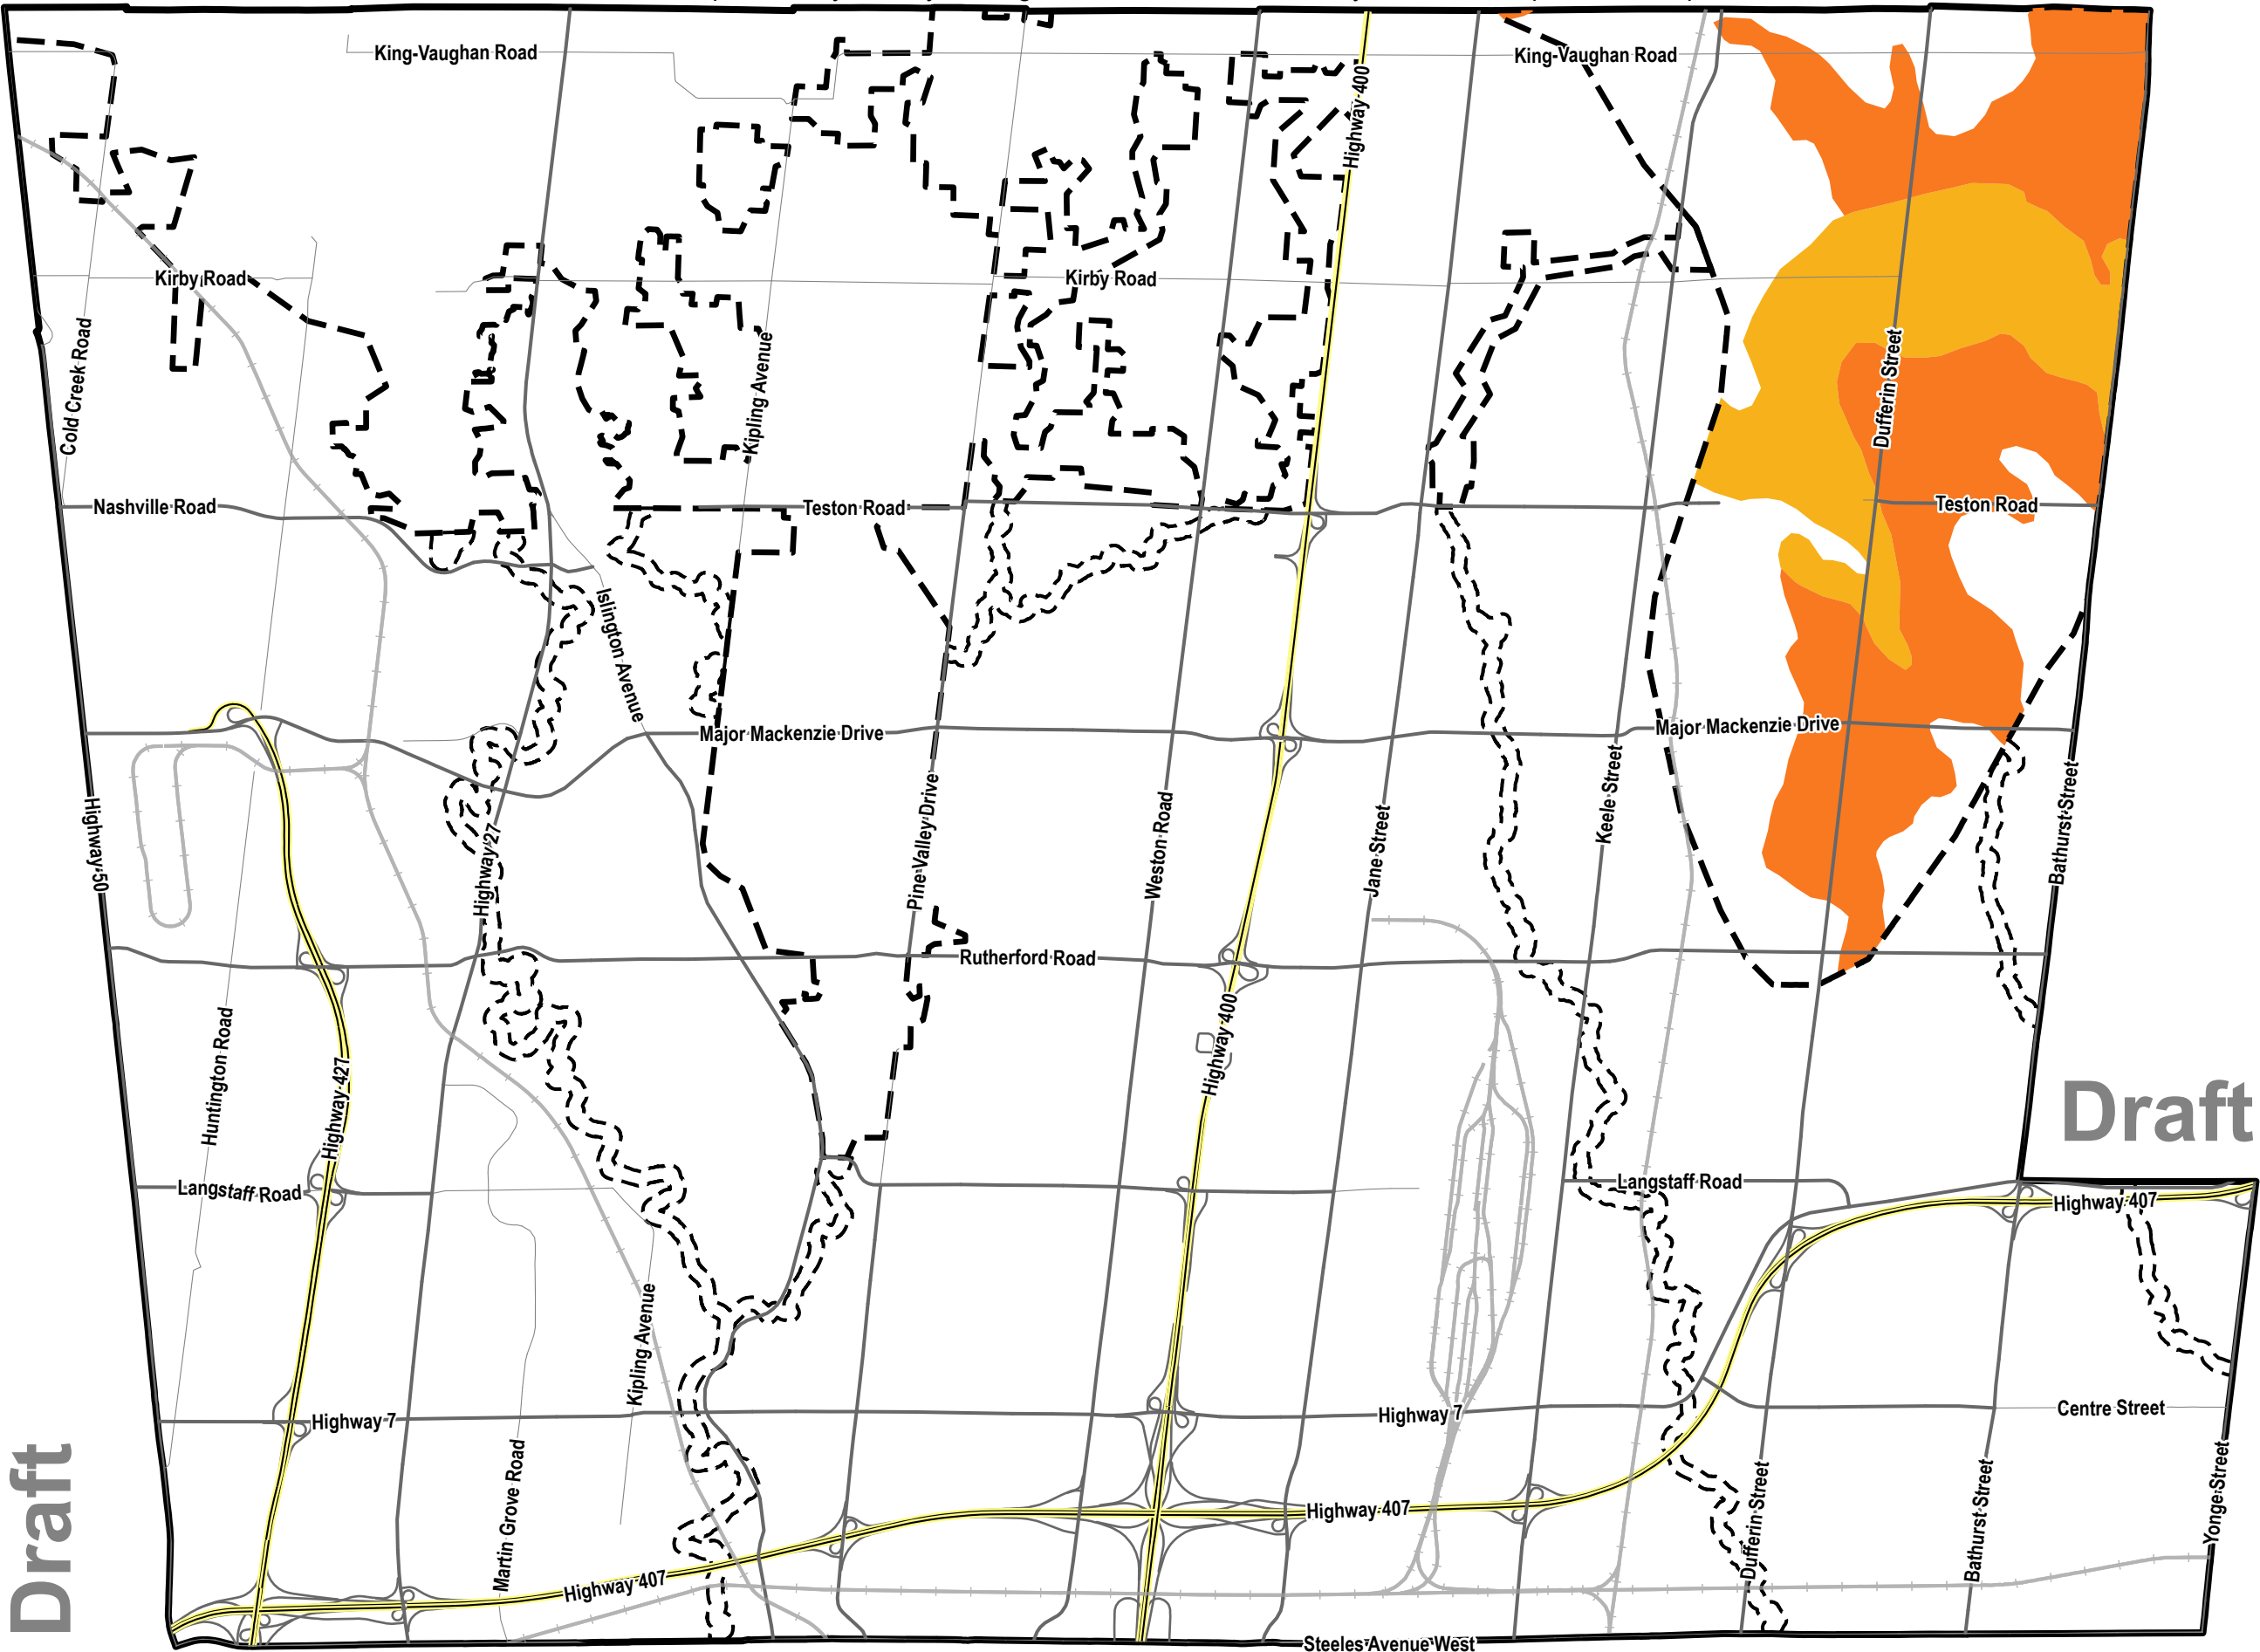 King-Vaughan Road
King-Vaughan Road
Highway 400
Kirby Road
Kirby Road
Cold Creek Road
Kipling Avenue
Dufferin Street
Nashville Road
Teston Road
Teston Road
Islington Avenue
Major Mackenzie Drive
Major Mackenzie Drive
Highway 50
Highway 27
Pine Valley Drive
Weston Road
Jane Street
Keele Street
Bathurst Street
Rutherford Road
Huntington Road
Highway 427
Highway 400
Draft
Langstaff Road
Langstaff Road
Highway 407
Kipling Avenue
Highway 7
Highway 7
Centre Street
Draft
Martin Grove Road
Highway 407
Highway 407
Dufferin Street
Bathurst Street
Yonge Street
Steeles Avenue West